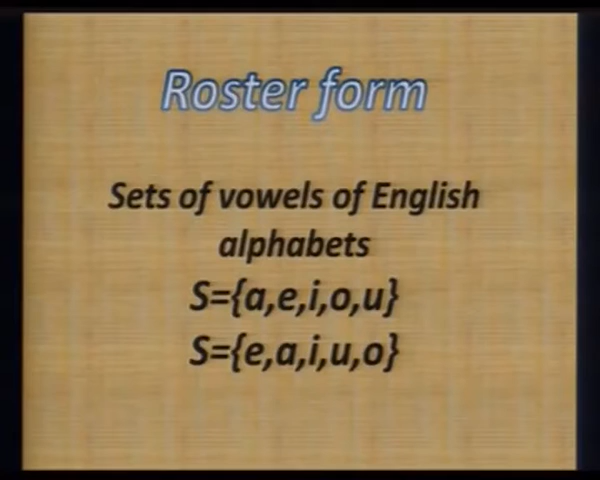 Roster form
Sets of vowels of English
alphabets
S={a,e,i,o,u}
S={e,a,i,u,o}